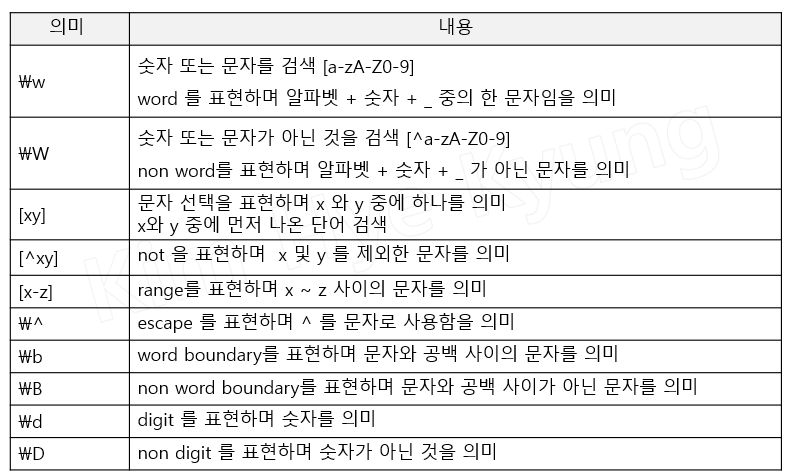 의미 내용
₩w
숫자 또는 문자를 검색 [a-zA-Z0-9]
word 를 표현하며 알파벳 + 숫자 + _ 중의 한 문자임을 의미
₩W
숫자 또는 문자가 아닌 것을 검색 [^a-zA-Z0-9]
non word를 표현하며 알파벳 + 숫자 + _ 가 아닌 문자를 의미
[xy]
문자 선택을 표현하며 x 와 y 중에 하나를 의미
x와 y 중에 먼저 나온 단어 검색
[^xy] not 을 표현하며 x 및 y 를 제외한 문자를 의미
[x-z] range를 표현하며 x ~ z 사이의 문자를 의미
₩^ escape 를 표현하며 ^ 를 문자로 사용함을 의미
₩b word boundary를 표현하며 문자와 공백 사이의 문자를 의미
₩B non word boundary를 표현하며 문자와 공백 사이가 아닌 문자를 의미
₩d digit 를 표현하며 숫자를 의미
₩D non digit 를 표현하며 숫자가 아닌 것을 의미